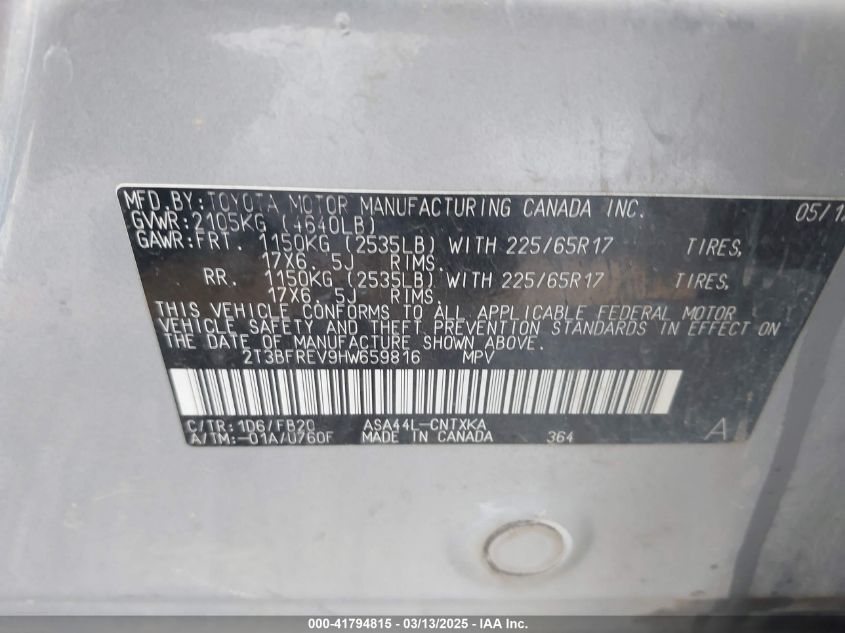 MFD. BY: TOYOTA MOTOR MANUFACTURING CANADA INC. 05/1
GVWR: 2105KG (4640LB)
GAWR: FRT. 1150KG (2535LB) WITH 225/65R17 TIRES,
17X6. 5J RIMS.
RR. 1150KG (2535LB) WITH 225/65R17 TIRES,
17X6. 5J RIMS.
THIS VEHICLE CONFORMS TO ALL APPLICABLE FEDERAL MOTOR
VEHICLE SAFETY AND THEFT PREVENTION STANDARDS IN EFFECT ON
THE DATE OF MANUFACTURE SHOWN ABOVE.
2T3BFREV9HW659816 MPV
C/TR: 1D6/FB20 ASA44L-CNTXKA
A/TM: -01A/U760F MADE IN CANADA 364 A
000-41794815 - 03/13/2025 - IAA Inc.